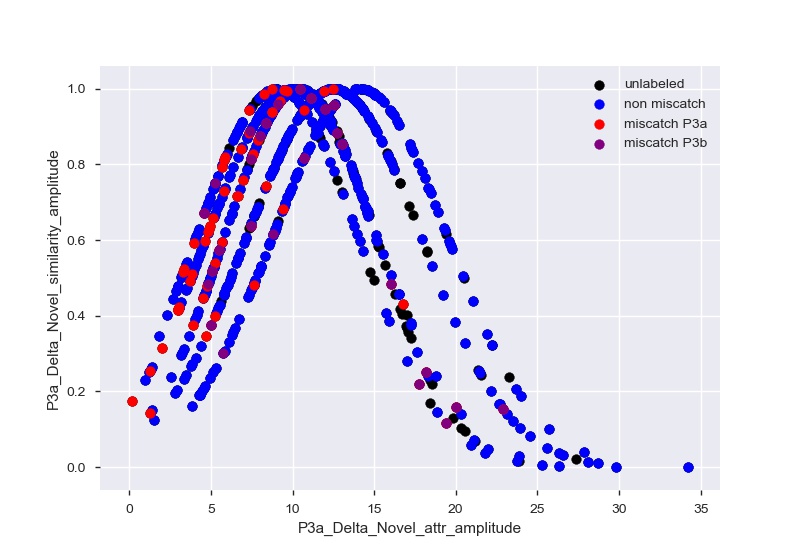 1.0
0.8
0.6
0.4
0.2
0.0
P3a_Delta_Novel_similarity_amplitude
unlabeled
non miscatch
miscatch P3a
miscatch P3b
0 5 10 15 20 25 30 35
P3a_Delta_Novel_attr_amplitude